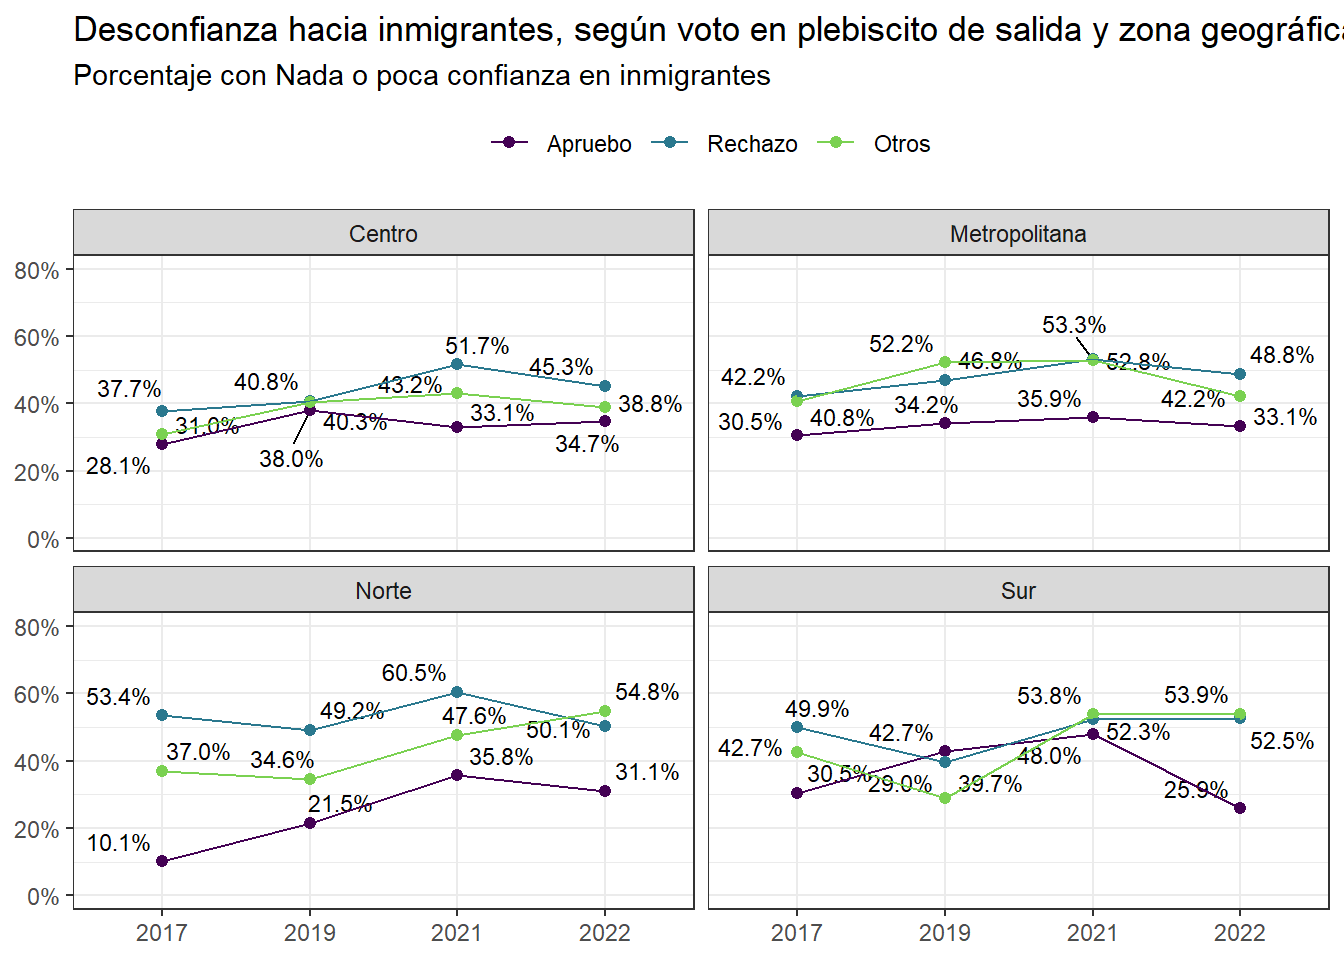 Desconfianza hacia inmigrantes, según voto en plebiscito de salida y zona geográfica
Porcentaje con Nada o poca confianza en inmigrantes
Apruebo Rechazo Otros
Centro Metropolitana
80%
60%
40%
20%
0%
37.7% 40.8% 51.7% 45.3%
31.0% 43.2% 38.8%
28.1% 38.0% 40.3% 33.1% 34.7%
42.2% 52.2% 46.8% 53.3% 52.8% 48.8%
30.5% 40.8% 34.2% 35.9% 42.2% 33.1%
Norte Sur
80%
60%
40%
20%
0%
53.4% 49.2% 60.5% 50.1% 54.8%
37.0% 34.6% 47.6%
10.1% 21.5% 35.8% 31.1%
49.9% 42.7% 53.8% 53.9%
42.7% 52.3% 52.5%
30.5% 29.0% 39.7% 48.0% 25.9%
2017 2019 2021 2022 2017 2019 2021 2022